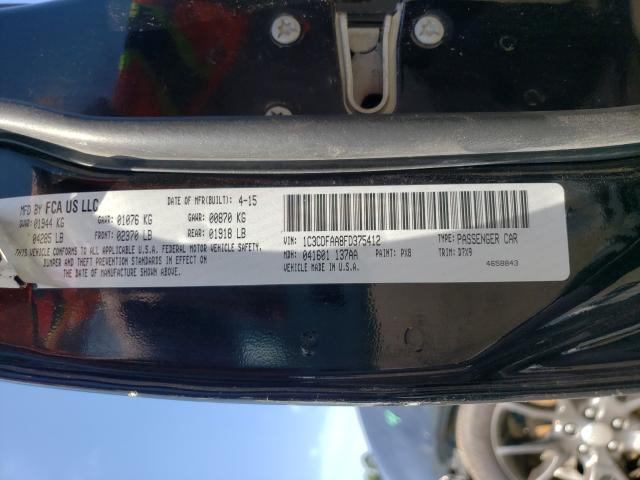 MFD BY FCA US LLC DATE OF MFR(BUILT): 4-15
GVWR 01944 KG GAWR 01076 KG GAWR 00870 KG
04285 LB FRONT: 02370 LB REAR: 01918 LB
THIS VEHICLE CONFORMS TO ALL APPLICABLE U.S.A. FEDERAL MOTOR VEHICLE SAFETY,
BUMPER AND THEFT PREVENTION STANDARDS IN EFFECT
ON THE DATE OF MANUFACTURE SHOWN ABOVE.
VIN: 1C3CDFAA8FD375412 TYPE: PASSENGER CAR
MDH: 041601 137AA PAINT: PX8 TRIM: D7X9
VEHICLE MADE IN U.S.A. 4658843